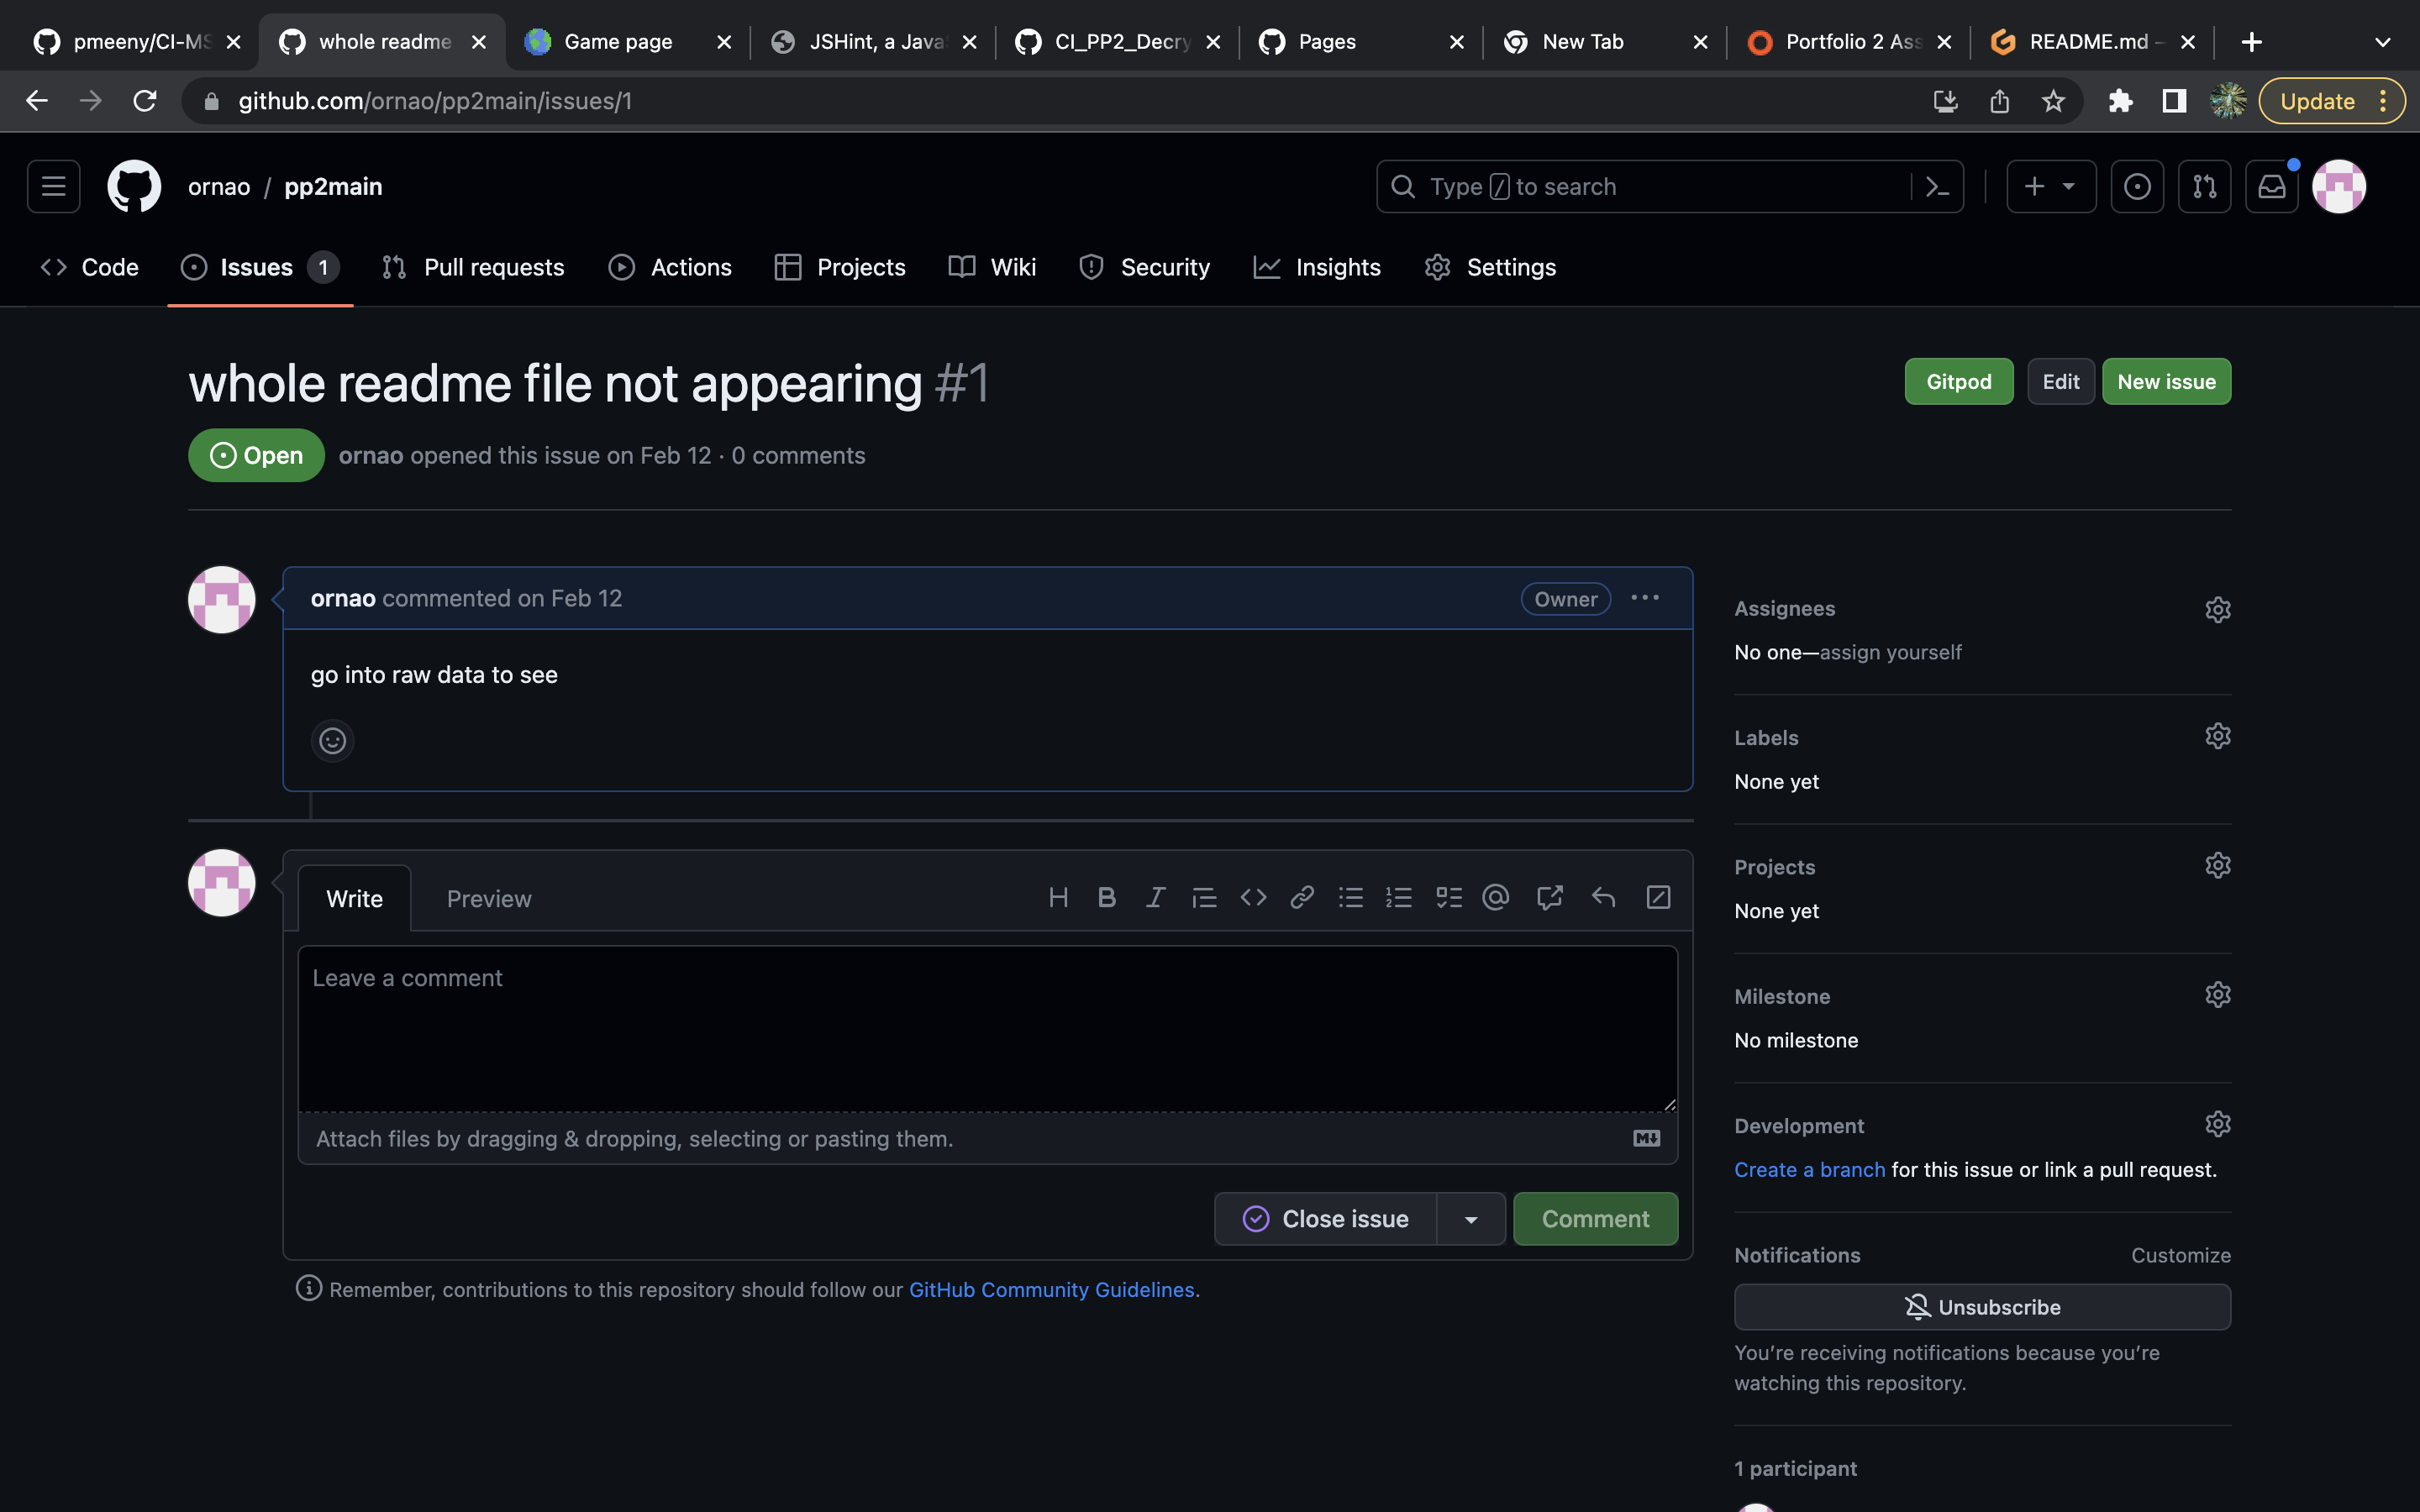 pmeeny/CI-MS
whole readme
Game page
JSHint, a Java
CI_PP2_Decry
Pages
New Tab
Portfolio 2 Ass
README.md –
github.com/ornao/pp2main/issues/1
Update
ornao / pp2main
Type / to search
Code
Issues 1
Pull requests
Actions
Projects
Wiki
Security
Insights
Settings
whole readme file not appearing #1
Gitpod
Edit
New issue
Open
ornao opened this issue on Feb 12 · 0 comments
ornao commented on Feb 12
Owner
go into raw data to see
Write
Preview
Leave a comment
Attach files by dragging & dropping, selecting or pasting them.
Close issue
Comment
Remember, contributions to this repository should follow our GitHub Community Guidelines.
Assignees
No one—assign yourself
Labels
None yet
Projects
None yet
Milestone
No milestone
Development
Create a branch for this issue or link a pull request.
Notifications
Customize
Unsubscribe
You're receiving notifications because you're
watching this repository.
1 participant